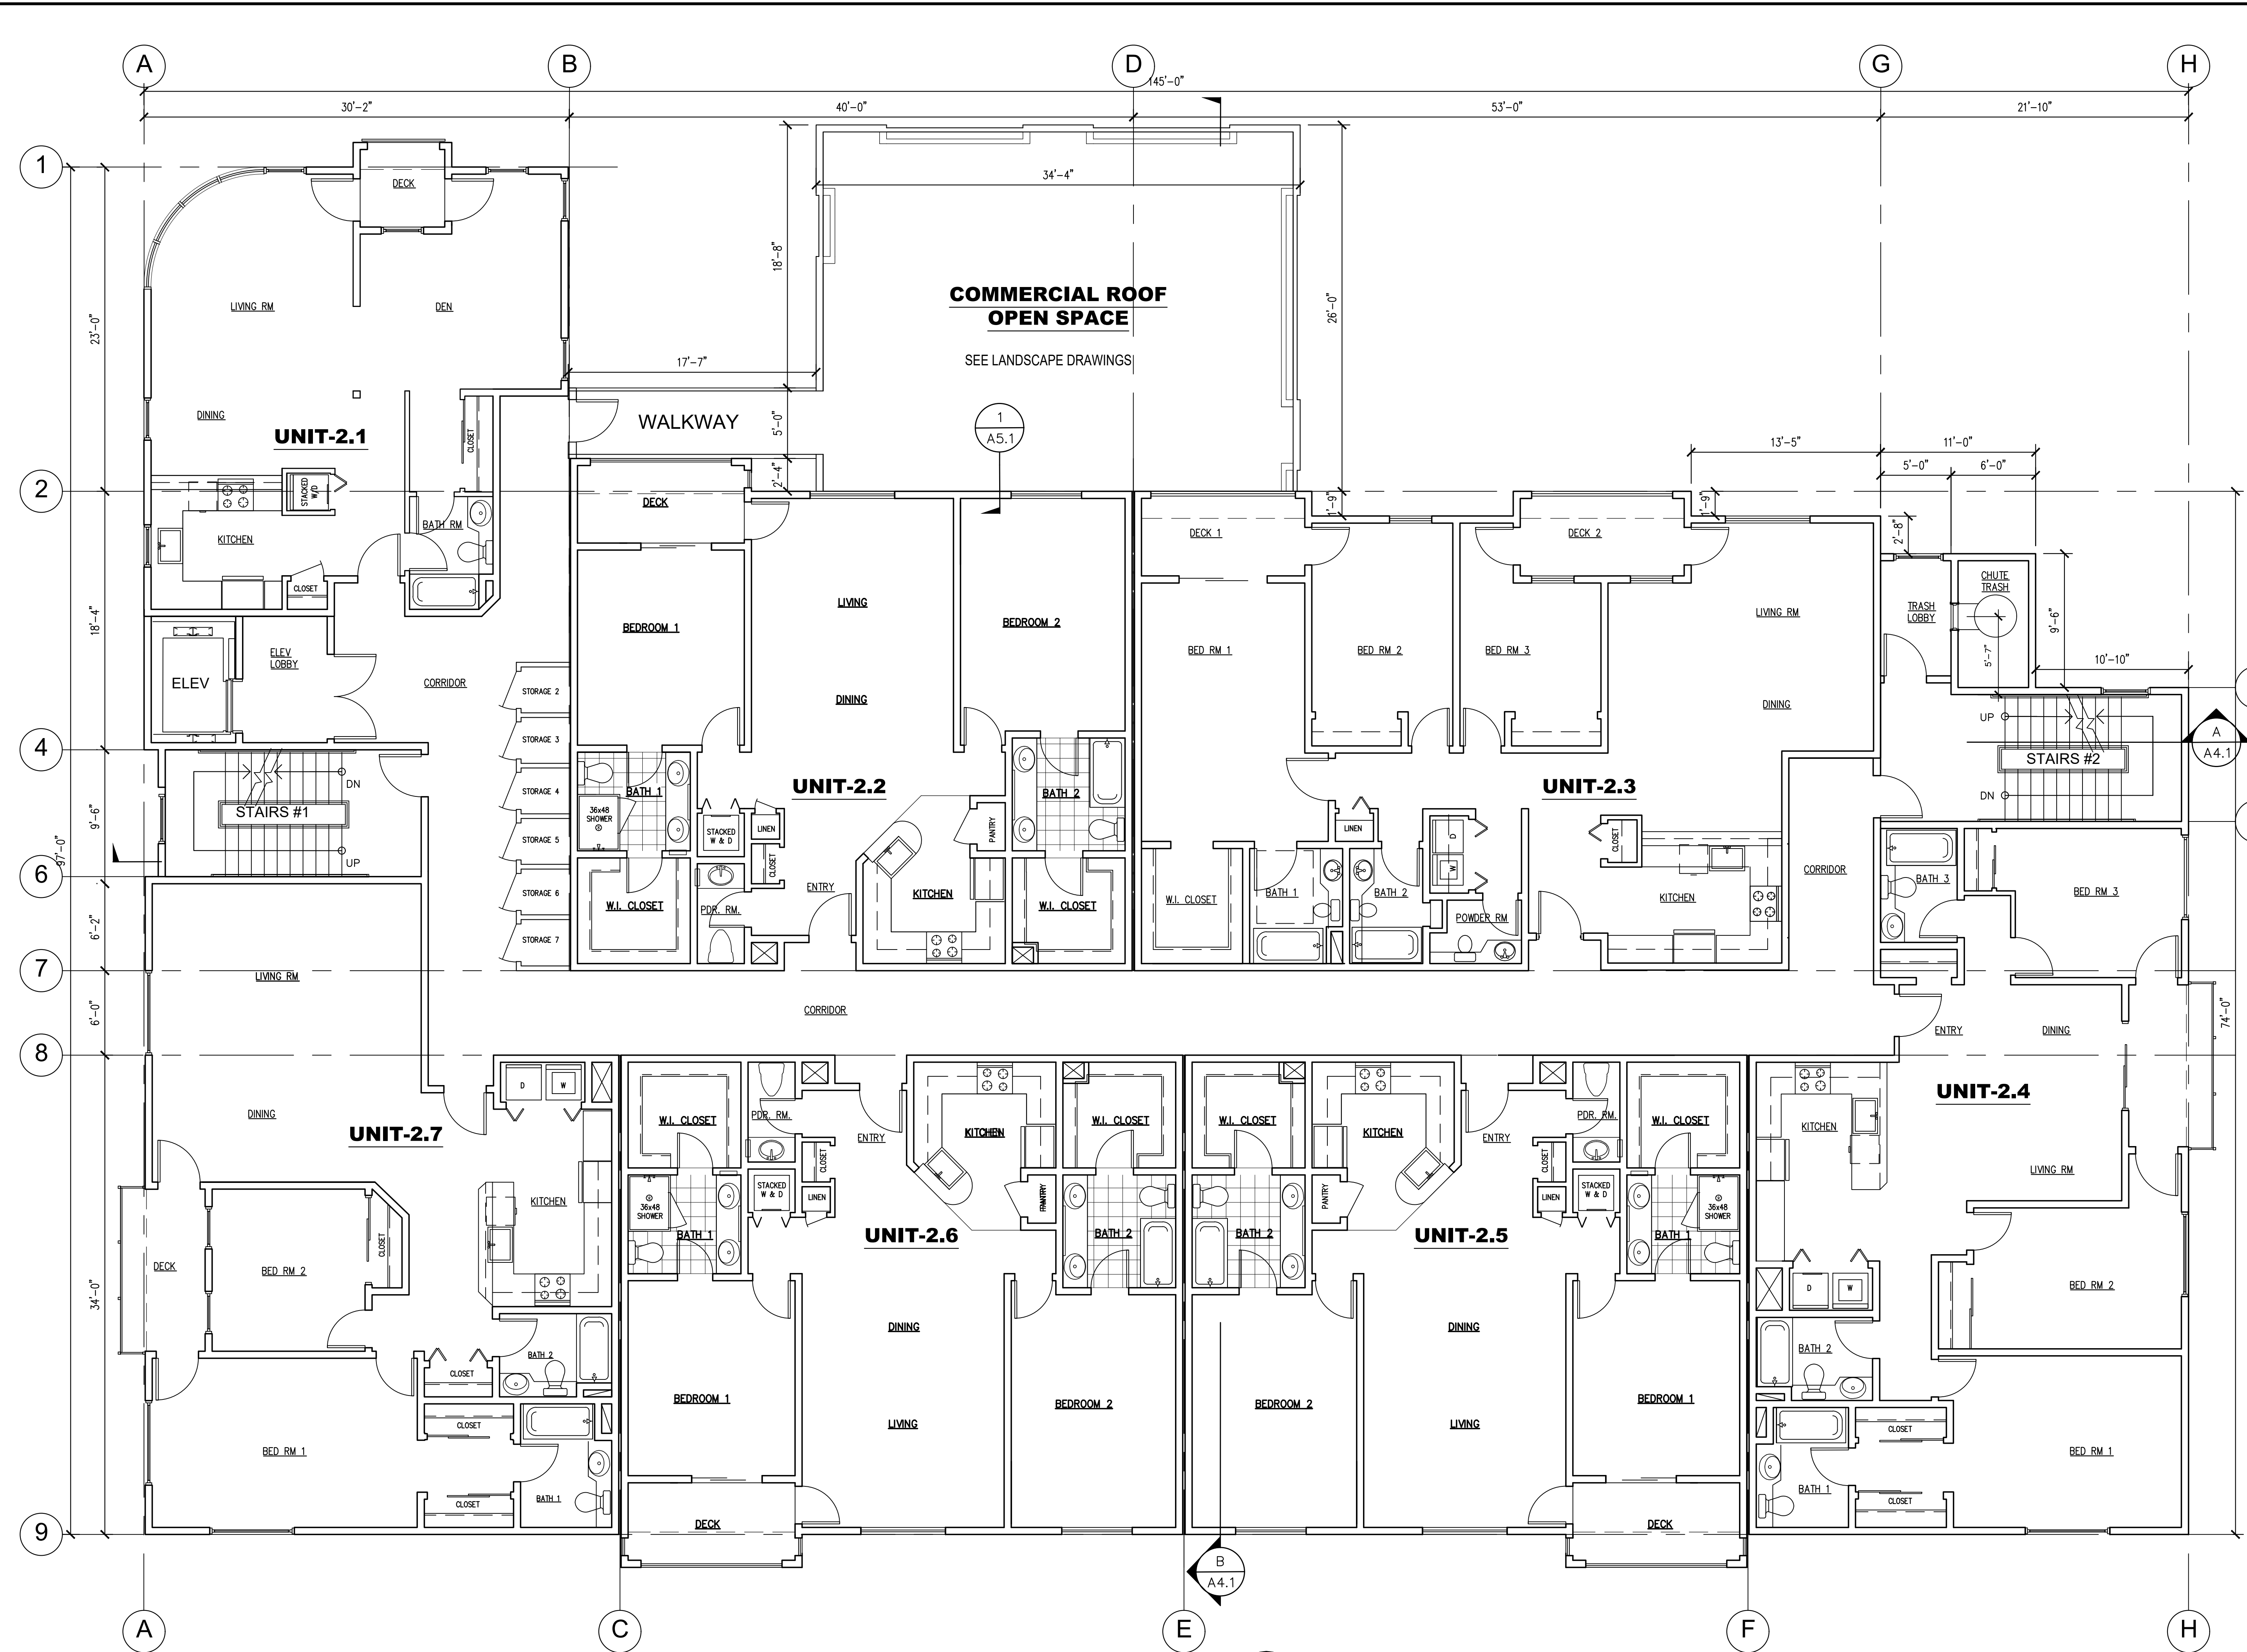 A
B
D
G
H
145'-0"
30'-2"
40'-0"
53'-0"
21'-10"
1
DECK
34'-4"
18'-8"
26'-0"
23'-0"
LIVING RM
DEN
COMMERCIAL ROOF
OPEN SPACE
SEE LANDSCAPE DRAWINGS
17'-7"
DINING
UNIT-2.1
CLOSET
WALKWAY
5'-0"
1
A5.1
13'-5"
11'-0"
5'-0"
6'-0"
2
STACKED
W/D
BATH RM
KITCHEN
CLOSET
DECK
2'-4"
1'-9"
DECK 1
DECK 2
1'-9"
2'-8"
CHUTE
TRASH
TRASH
LOBBY
9'-6"
5'-7"
10'-10"
18'-4"
LIVING
BEDROOM 1
BEDROOM 2
BED RM 1
BED RM 2
BED RM 3
LIVING RM
ELEV
LOBBY
ELEV
CORRIDOR
STORAGE 2
STORAGE 3
STORAGE 4
STORAGE 5
STORAGE 6
STORAGE 7
DINING
DINING
UP
STAIRS #2
DN
A
A4.1
4
DN
STAIRS #1
UP
9'-6"
97'-0"
6
BATH 1
36x48
SHOWER
STACKED
W & D
LINEN
CLOSET
UNIT-2.2
PANTRY
BATH 2
UNIT-2.3
LINEN
D
W
CLOSET
CORRIDOR
BATH 3
BED RM 3
W.I. CLOSET
PDR. RM.
ENTRY
KITCHEN
W.I. CLOSET
W.I. CLOSET
BATH 1
BATH 2
POWDER RM
KITCHEN
6'-2"
7
LIVING RM
6'-0"
CORRIDOR
ENTRY
DINING
74'-0"
8
D
W
DINING
UNIT-2.7
W.I. CLOSET
PDR. RM.
ENTRY
KITCHEN
W.I. CLOSET
W.I. CLOSET
KITCHEN
ENTRY
PDR. RM.
W.I. CLOSET
KITCHEN
UNIT-2.4
LIVING RM
CLOSET
STACKED
W & D
LINEN
36x48
SHOWER
BATH 1
UNIT-2.6
BATH 2
BATH 2
PANTRY
UNIT-2.5
CLOSET
LINEN
STACKED
W & D
36x48
SHOWER
BATH 1
KITCHEN
DECK
BED RM 2
CLOSET
34'-0"
D
W
BED RM 2
BATH 2
CLOSET
CLOSET
BED RM 1
CLOSET
BATH 1
DINING
BEDROOM 1
LIVING
BEDROOM 2
BEDROOM 2
DINING
LIVING
BEDROOM 1
BATH 2
CLOSET
BED RM 1
BATH 1
CLOSET
DECK
DECK
9
B
A4.1
A
C
E
F
H